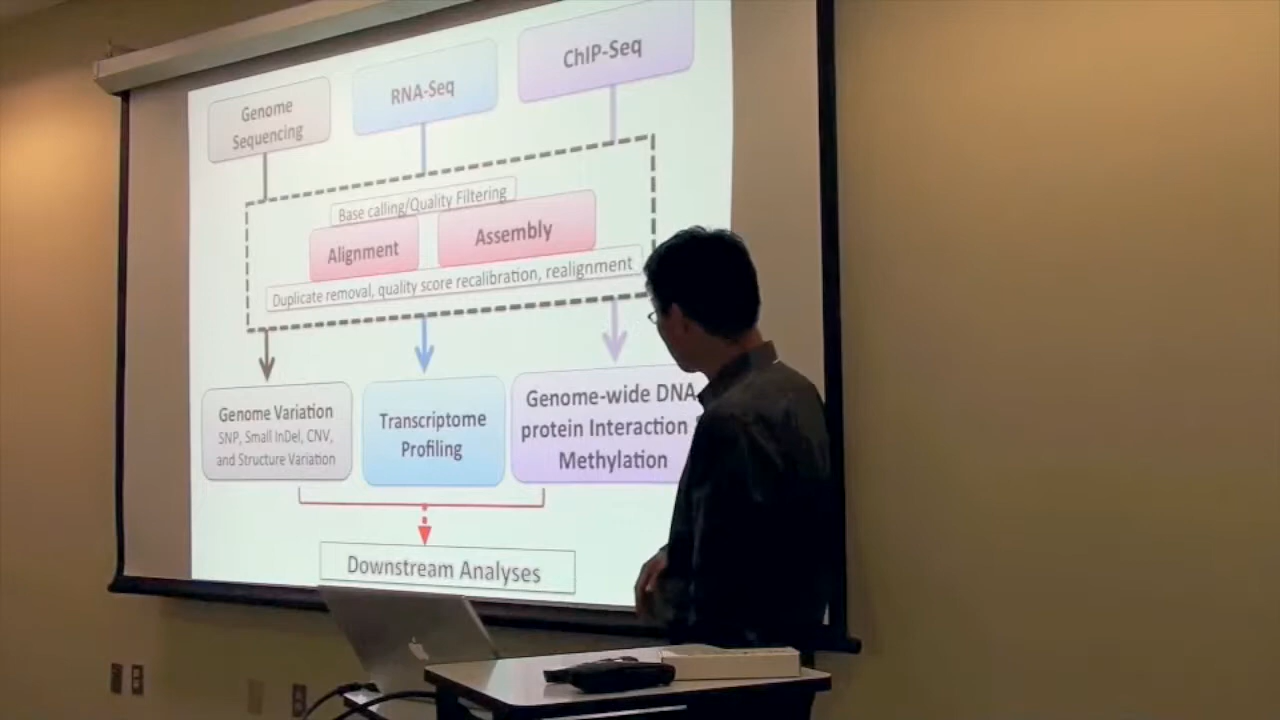 Genome
Sequencing
RNA-Seq
ChIP-Seq
Base calling/Quality Filtering
Alignment
Assembly
Duplicate removal, quality score recalibration, realignment
Genome Variation
SNP, Small InDel, CNV,
and Structure Variation
Transcriptome
Profiling
Genome-wide DNA
protein Interaction
Methylation
Downstream Analyses